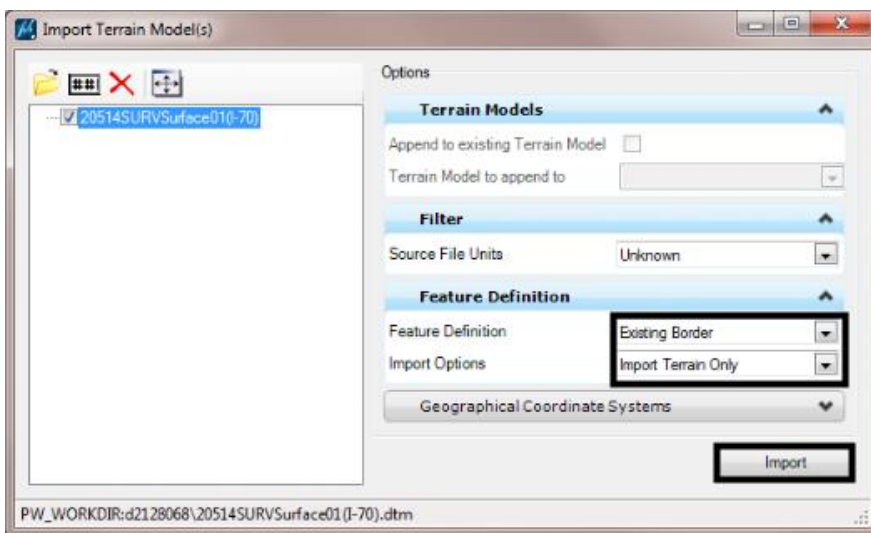 Import Terrain Model(s)
##
20514SURVSurface01(I-70)
Options
Terrain Models
Append to existing Terrain Model
Terrain Model to append to
Filter
Source File Units
Unknown
Feature Definition
Feature Definition
Existing Border
Import Options
Import Terrain Only
Geographical Coordinate Systems
Import
PW_WORKDIR:d2128068\20514SURVSurface01(I-70).dtm